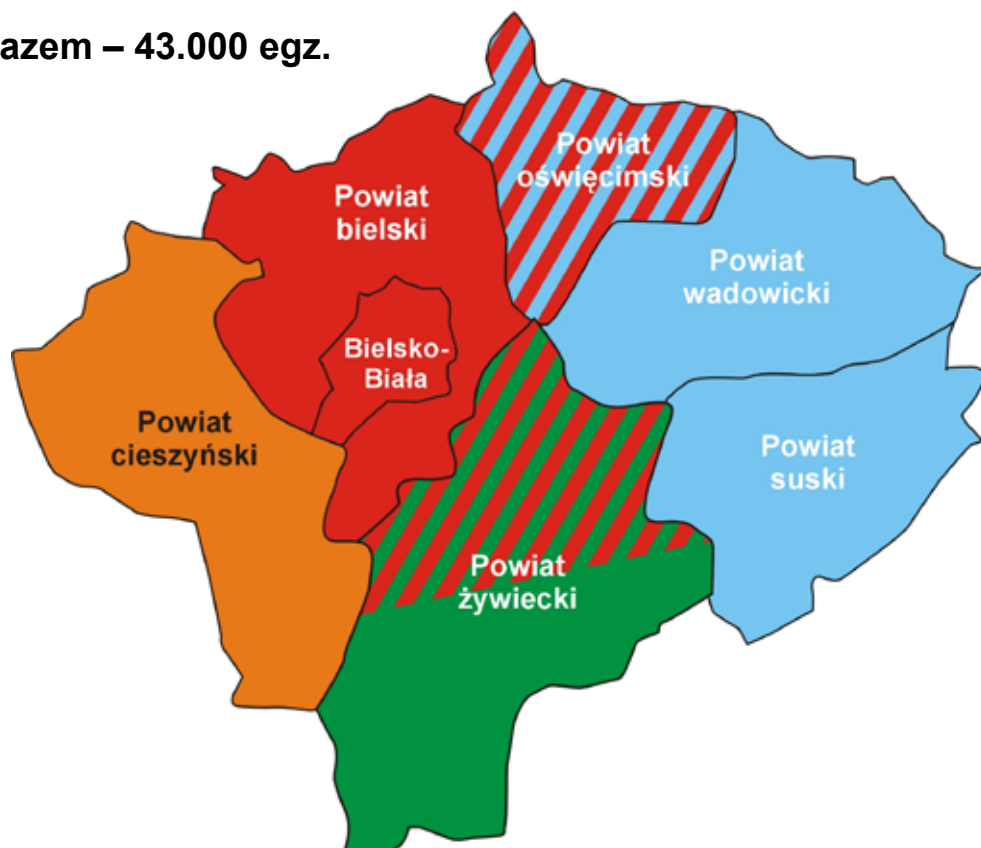 azem – 43.000 egz.
Powiat
oświęcimski
Powiat
bielski
Powiat
wadowicki
Bielsko-
Biała
Powiat
cieszyński
Powiat
suski
Powiat
żywiecki